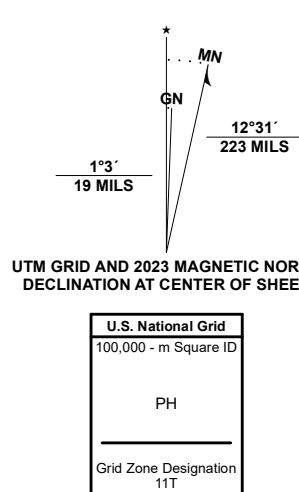 ★
MN
GN
12°31´
223 MILS
1°3´
19 MILS
UTM GRID AND 2023 MAGNETIC NOR
DECLINATION AT CENTER OF SHEE
U.S. National Grid
100,000 - m Square ID
PH
Grid Zone Designation
11T